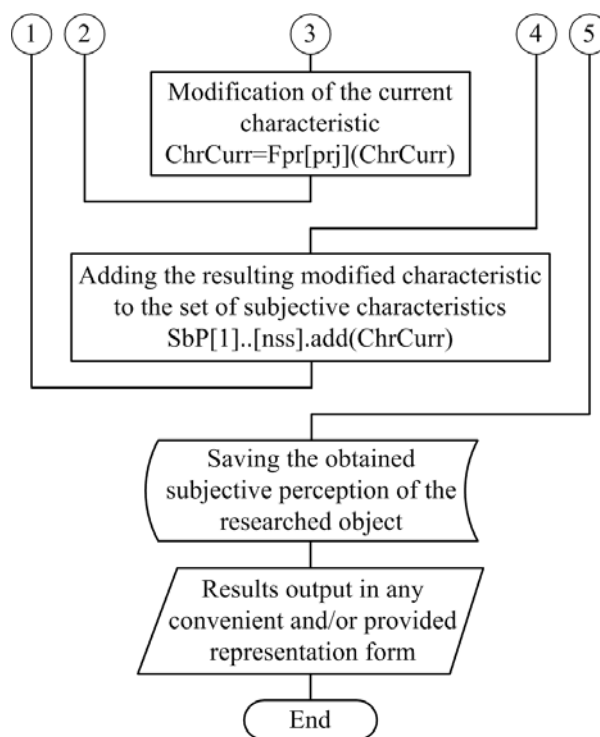 1 2 3 4 5
Modification of the current
characteristic
ChrCurr=Fpr[prj](ChrCurr)
Adding the resulting modified characteristic
to the set of subjective characteristics
SbP[1]..[nss].add(ChrCurr)
Saving the obtained
subjective perception of the
researched object
Results output in any
convenient and/or provided
representation form
End